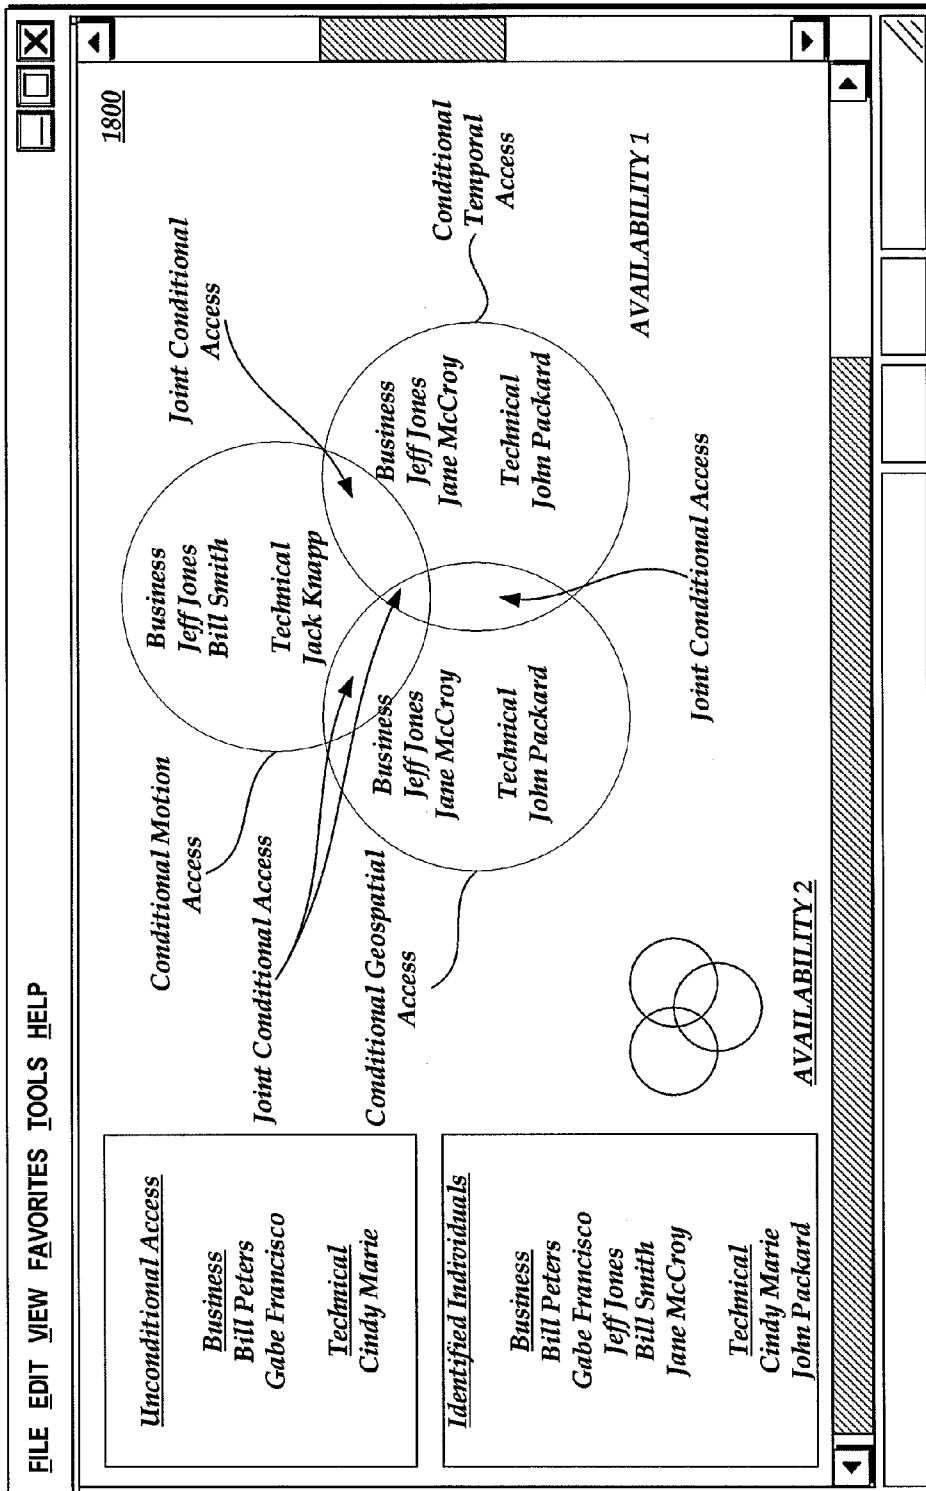 FILE EDIT VIEW FAVORITES TOOLS HELP
1800
Unconditional Access
Business
Bill Peters
Gabe Francisco
Technical
Cindy Marie
Identified Individuals
Business
Bill Peters
Gabe Francisco
Jeff Jones
Bill Smith
Jane McCroy
Technical
Cindy Marie
John Packard
Conditional Motion
Access
Joint Conditional Access
Conditional Geospatial
Access
Business
Jeff Jones
Bill Smith
Technical
Jack Knapp
Joint Conditional
Access
Business
Jeff Jones
Jane McCroy
Technical
John Packard
Business
Jeff Jones
Jane McCroy
Technical
John Packard
Conditional
Temporal
Access
Joint Conditional Access
AVAILABILITY 1
AVAILABILITY 2